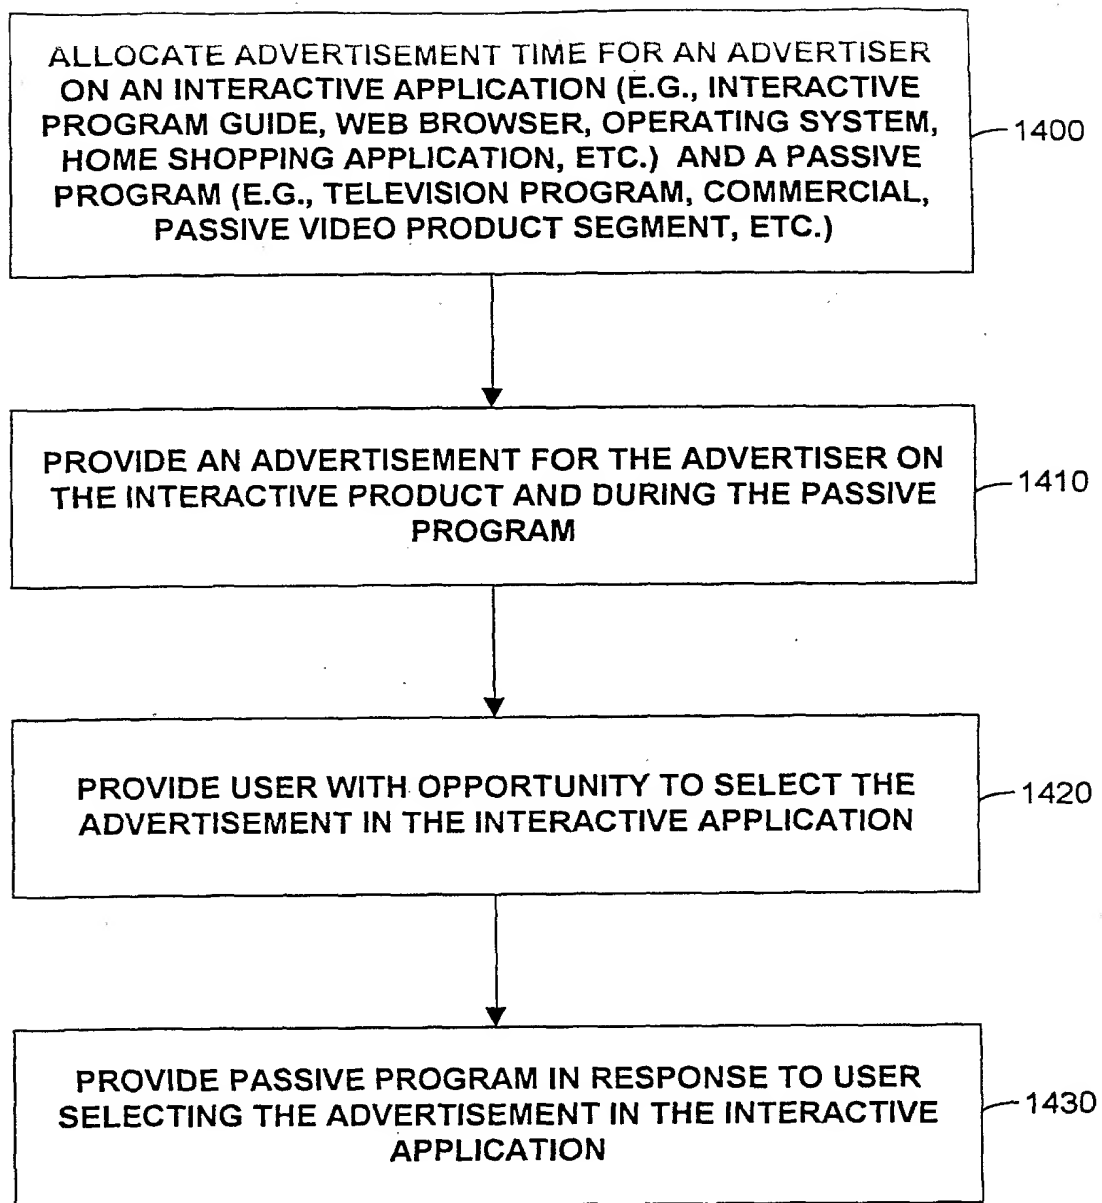 ALLOCATE ADVERTISEMENT TIME FOR AN ADVERTISER
ON AN INTERACTIVE APPLICATION (E.G., INTERACTIVE
PROGRAM GUIDE, WEB BROWSER, OPERATING SYSTEM,
HOME SHOPPING APPLICATION, ETC.) AND A PASSIVE
PROGRAM (E.G., TELEVISION PROGRAM, COMMERCIAL,
PASSIVE VIDEO PRODUCT SEGMENT, ETC.)
1400
PROVIDE AN ADVERTISEMENT FOR THE ADVERTISER ON
THE INTERACTIVE PRODUCT AND DURING THE PASSIVE
PROGRAM
1410
PROVIDE USER WITH OPPORTUNITY TO SELECT THE
ADVERTISEMENT IN THE INTERACTIVE APPLICATION
1420
PROVIDE PASSIVE PROGRAM IN RESPONSE TO USER
SELECTING THE ADVERTISEMENT IN THE INTERACTIVE
APPLICATION
1430